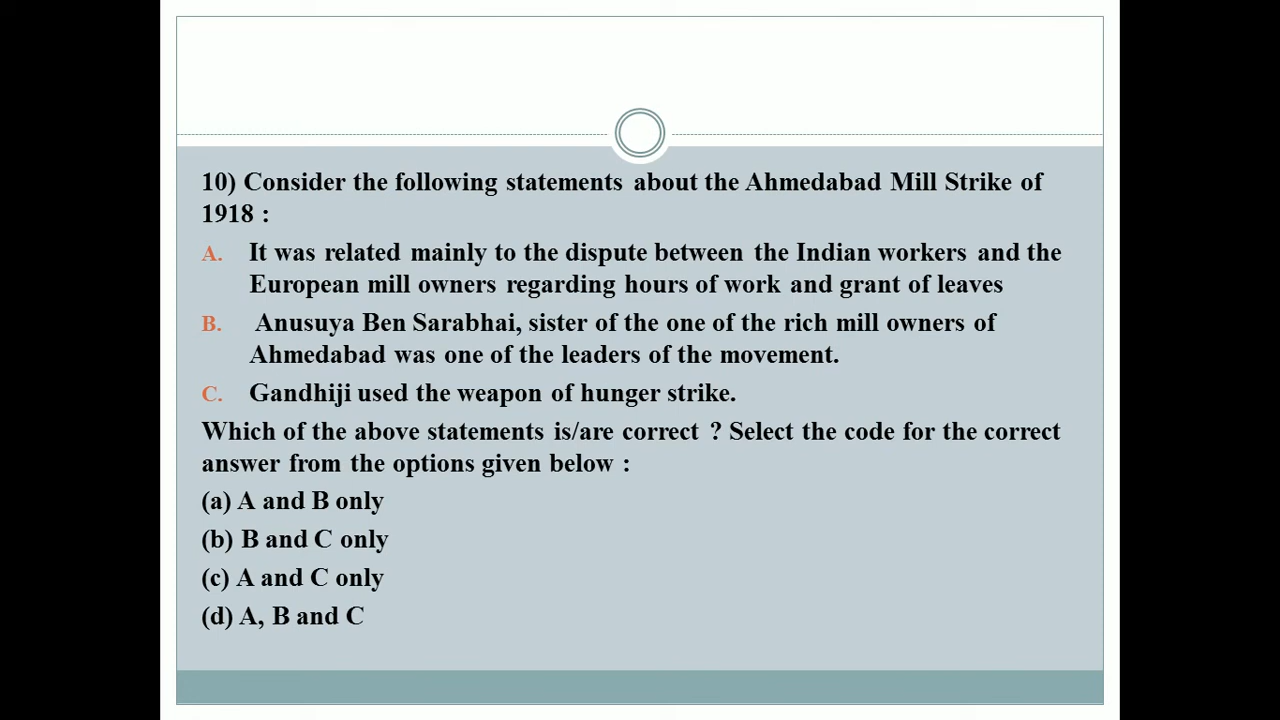 10) Consider the following statements about the Ahmedabad Mill Strike of
1918 :
A. It was related mainly to the dispute between the Indian workers and the
European mill owners regarding hours of work and grant of leaves
B. Anusuya Ben Sarabhai, sister of the one of the rich mill owners of
Ahmedabad was one of the leaders of the movement.
C. Gandhiji used the weapon of hunger strike.
Which of the above statements is/are correct ? Select the code for the correct
answer from the options given below :
(a) A and B only
(b) B and C only
(c) A and C only
(d) A, B and C